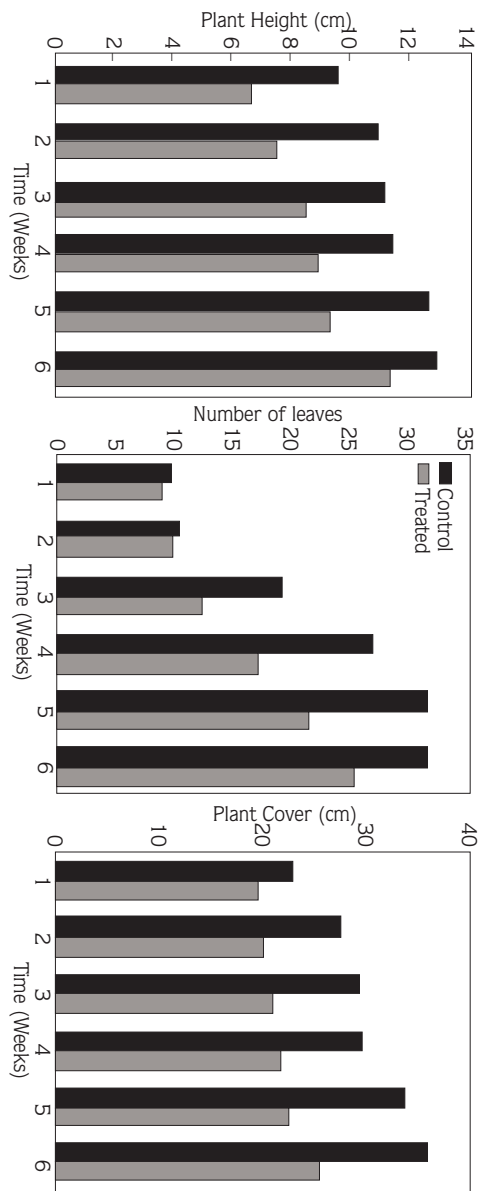 Plant Height (cm)
0 2 4 6 8 10 12 14
1 2 3 4 5 6
Time (Weeks)
Number of leaves
0 5 10 15 20 25 30 35
Control
Treated
1 2 3 4 5 6
Time (Weeks)
Plant Cover (cm)
0 10 20 30 40
1 2 3 4 5 6
Time (Weeks)